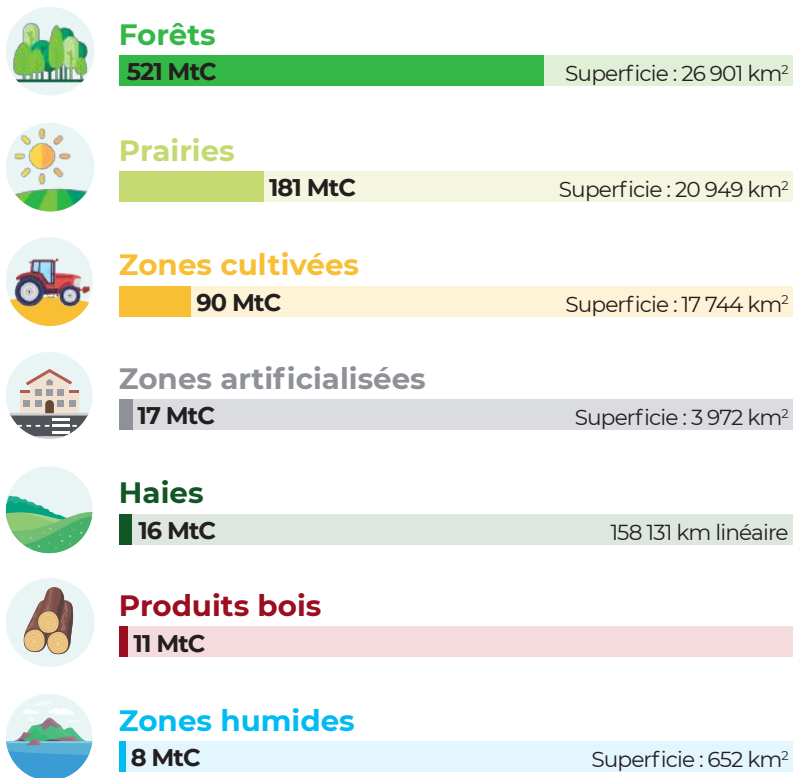 Forêts
521 MtC Superficie : 26 901 km²
Prairies
181 MtC Superficie : 20 949 km²
Zones cultivées
90 MtC Superficie : 17 744 km²
Zones artificialisées
17 MtC Superficie : 3 972 km²
Haies
16 MtC 158 131 km linéaire
Produits bois
11 MtC
Zones humides
8 MtC Superficie : 652 km²